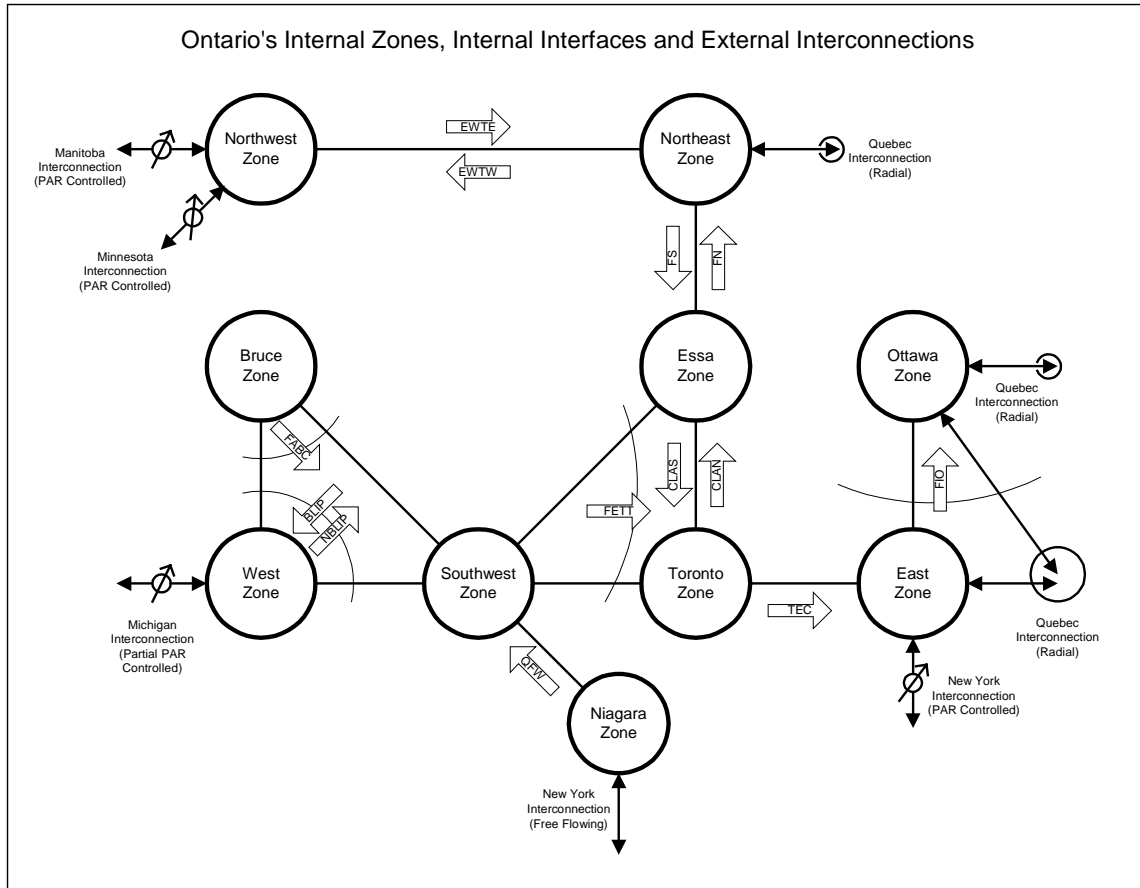 Ontario's Internal Zones, Internal Interfaces and External Interconnections
Northwest
Zone
EWTE
EWTW
Northeast
Zone
Manitoba
Interconnection
(PAR Controlled)
Quebec
Interconnection
(Radial)
Minnesota
Interconnection
(PAR Controlled)
FS
FN
Bruce
Zone
Essa
Zone
Ottawa
Zone
Quebec
Interconnection
(Radial)
FABC
CLAS
CLAN
FIO
BLIP
NBLIP
FETT
West
Zone
Southwest
Zone
Toronto
Zone
East
Zone
TEC
Michigan
Interconnection
(Partial PAR
Controlled)
Quebec
Interconnection
(Radial)
QFW
New York
Interconnection
(PAR Controlled)
Niagara
Zone
New York
Interconnection
(Free Flowing)